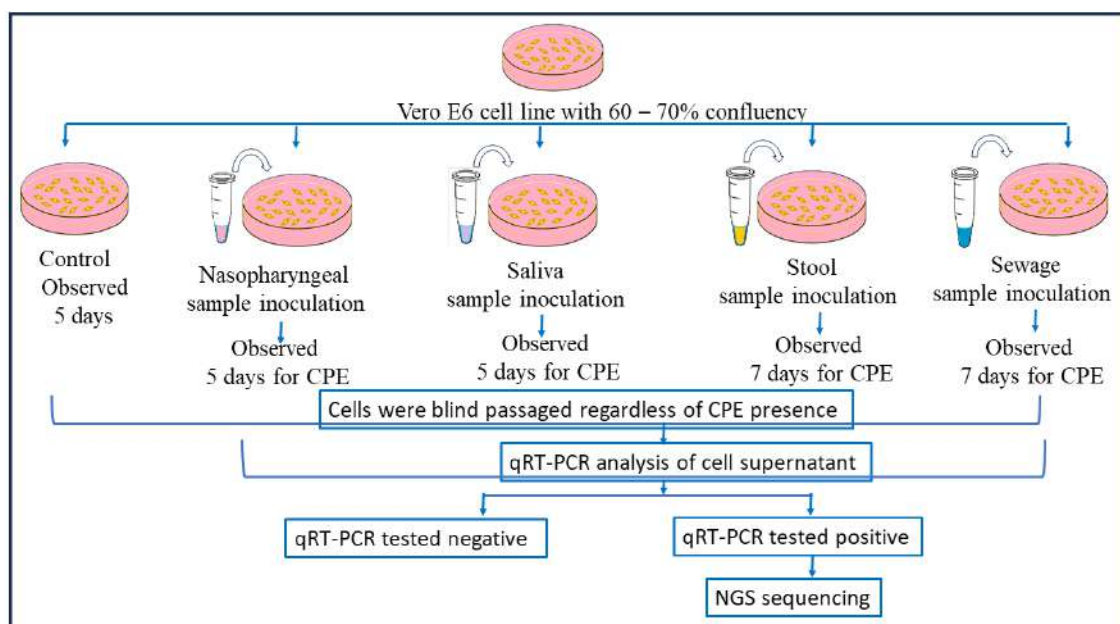 Vero E6 cell line with 60 – 70% confluency
Control
Observed
5 days
Nasopharyngeal
sample inoculation
Observed
5 days for CPE
Saliva
sample inoculation
Observed
5 days for CPE
Stool
sample inoculation
Observed
7 days for CPE
Sewage
sample inoculation
Observed
7 days for CPE
Cells were blind passaged regardless of CPE presence
qRT-PCR analysis of cell supernatant
qRT-PCR tested negative
qRT-PCR tested positive
NGS sequencing